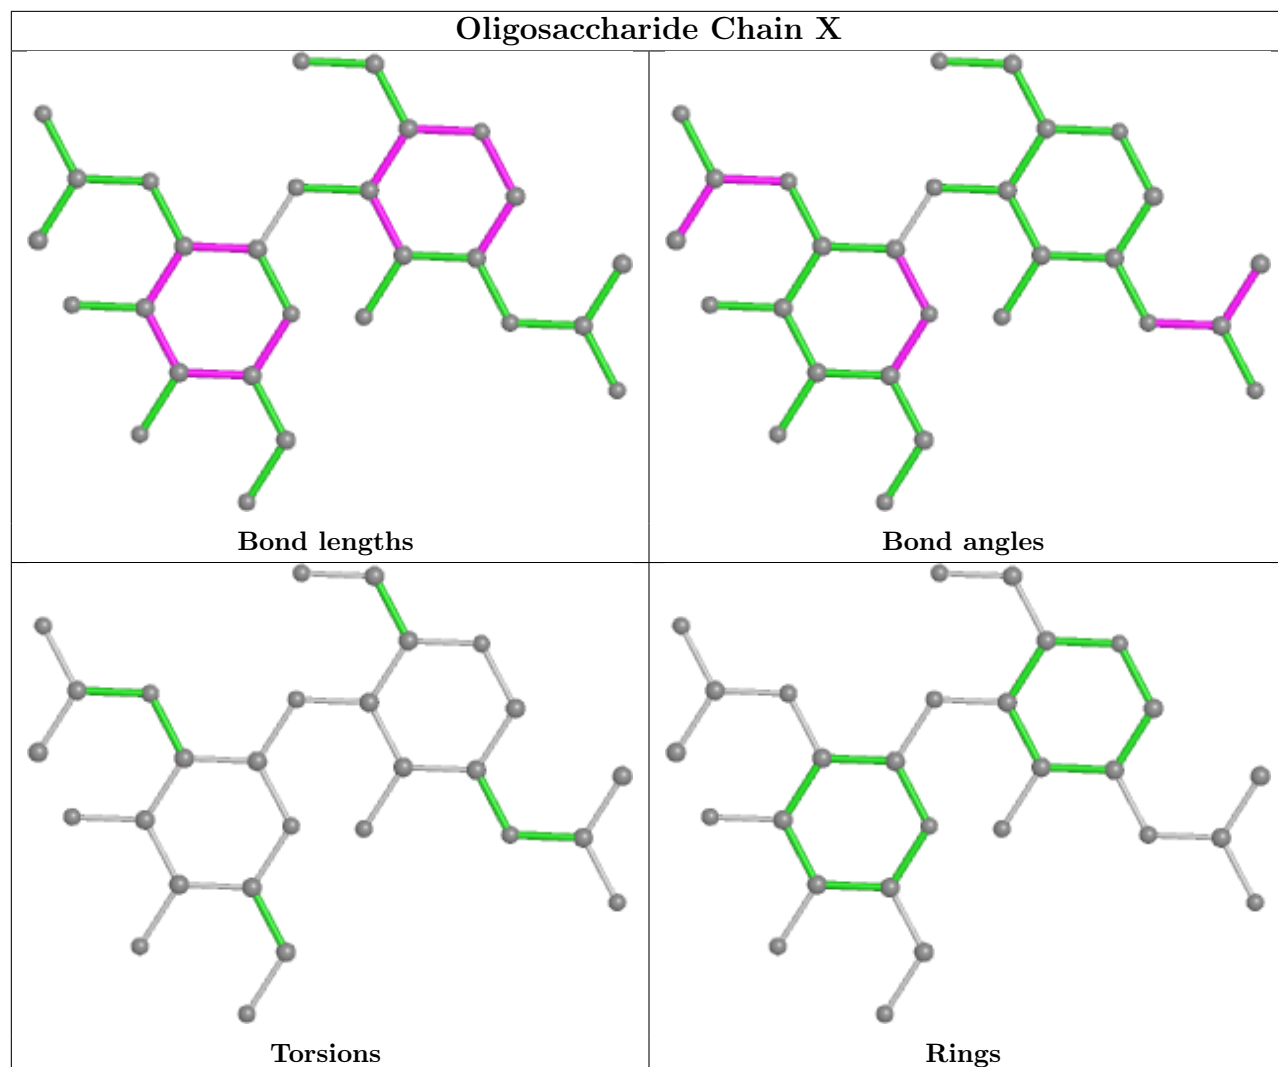 Oligosaccharide Chain X
Bond lengths
Bond angles
Torsions
Rings